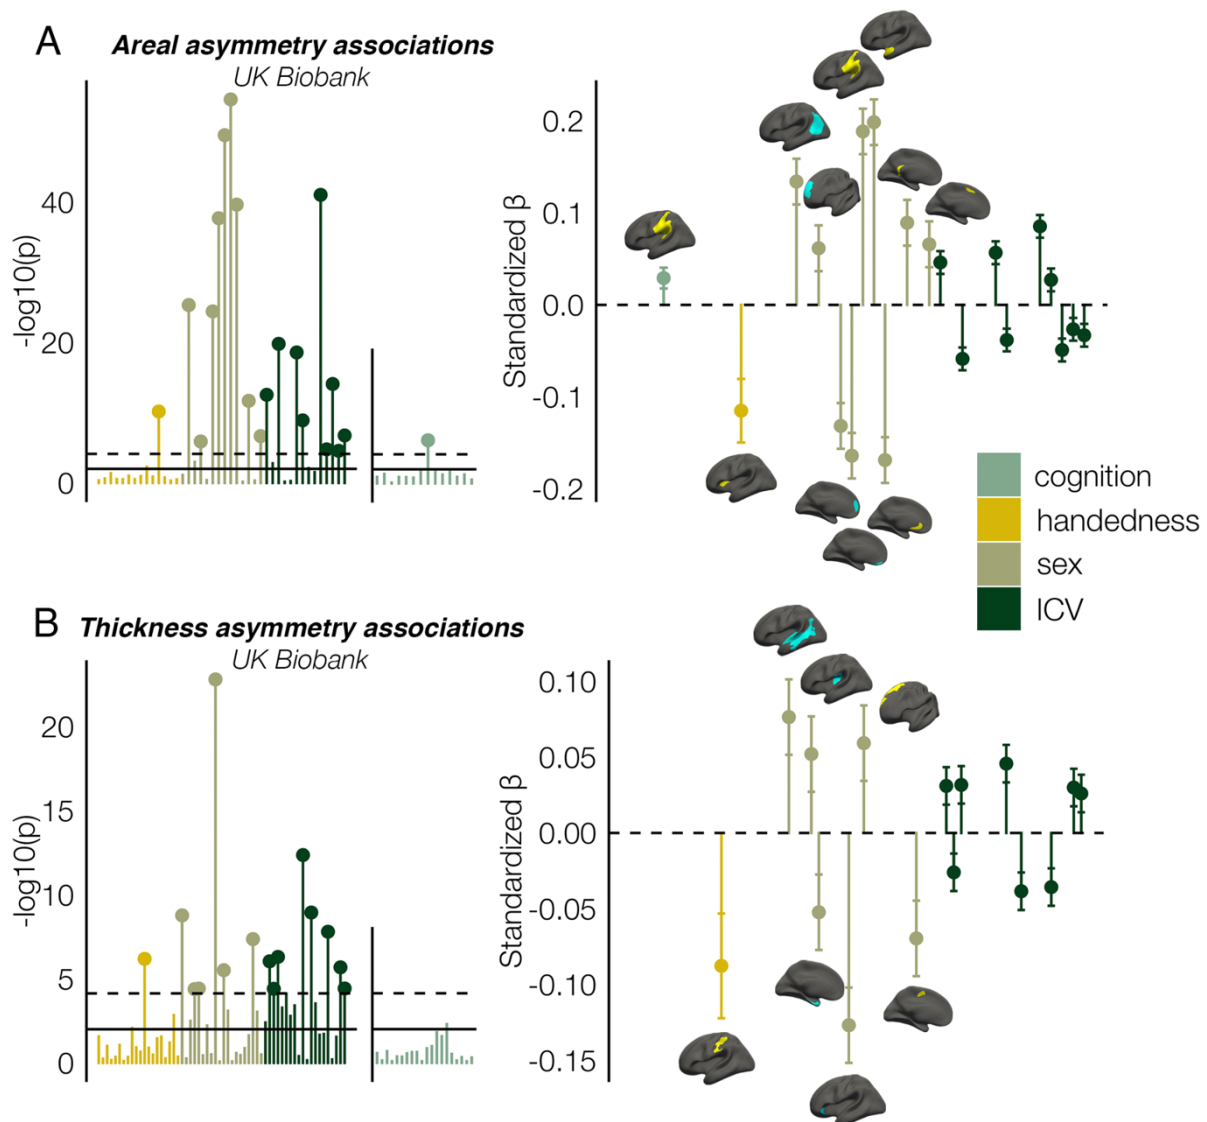 A
Areal asymmetry associations
UK Biobank
-log10(p)
40
20
0
Standardized β
0.2
0.1
0.0
-0.1
-0.2
cognition
handedness
sex
ICV
B
Thickness asymmetry associations
UK Biobank
-log10(p)
20
15
10
5
0
Standardized β
0.10
0.05
0.00
-0.05
-0.10
-0.15